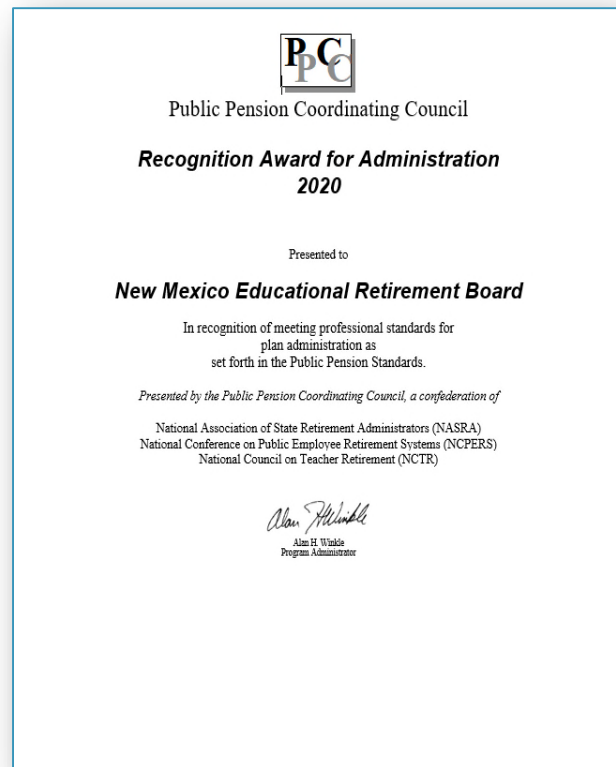 PPCC
Public Pension Coordinating Council
Recognition Award for Administration
2020
Presented to
New Mexico Educational Retirement Board
In recognition of meeting professional standards for
plan administration as
set forth in the Public Pension Standards.
Presented by the Public Pension Coordinating Council, a confederation of
National Association of State Retirement Administrators (NASRA)
National Conference on Public Employee Retirement Systems (NCPERS)
National Council on Teacher Retirement (NCTR)
Alan H Winkle
Alan H. Winkle
Program Administrator